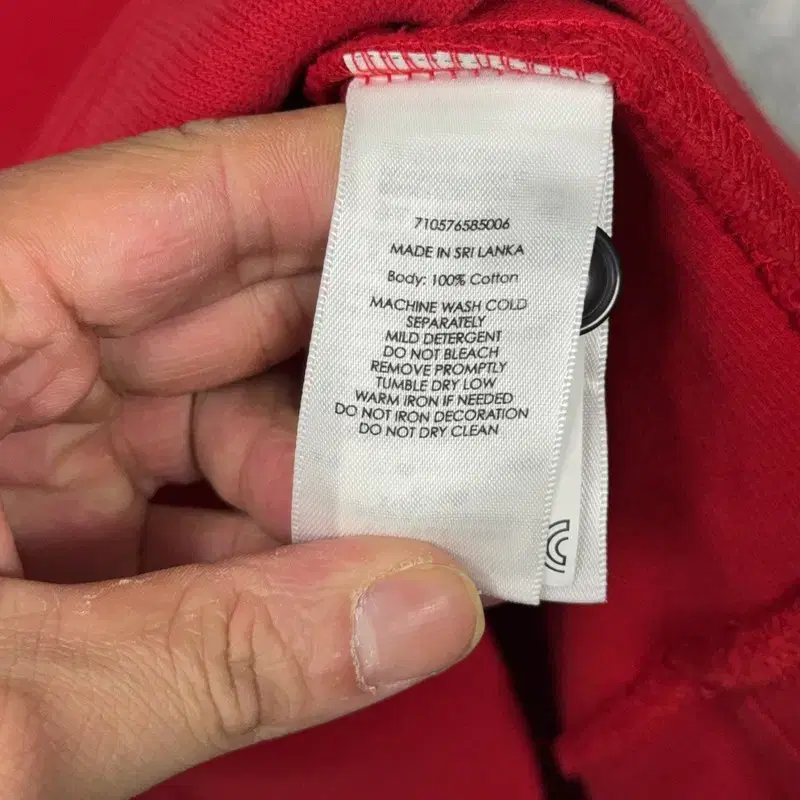 710576585006
MADE IN SRI LANKA
Body: 100% Cotton
MACHINE WASH COLD
SEPARATELY
MILD DETERGENT
DO NOT BLEACH
REMOVE PROMPTLY
TUMBLE DRY LOW
WARM IRON IF NEEDED
DO NOT IRON DECORATION
DO NOT DRY CLEAN